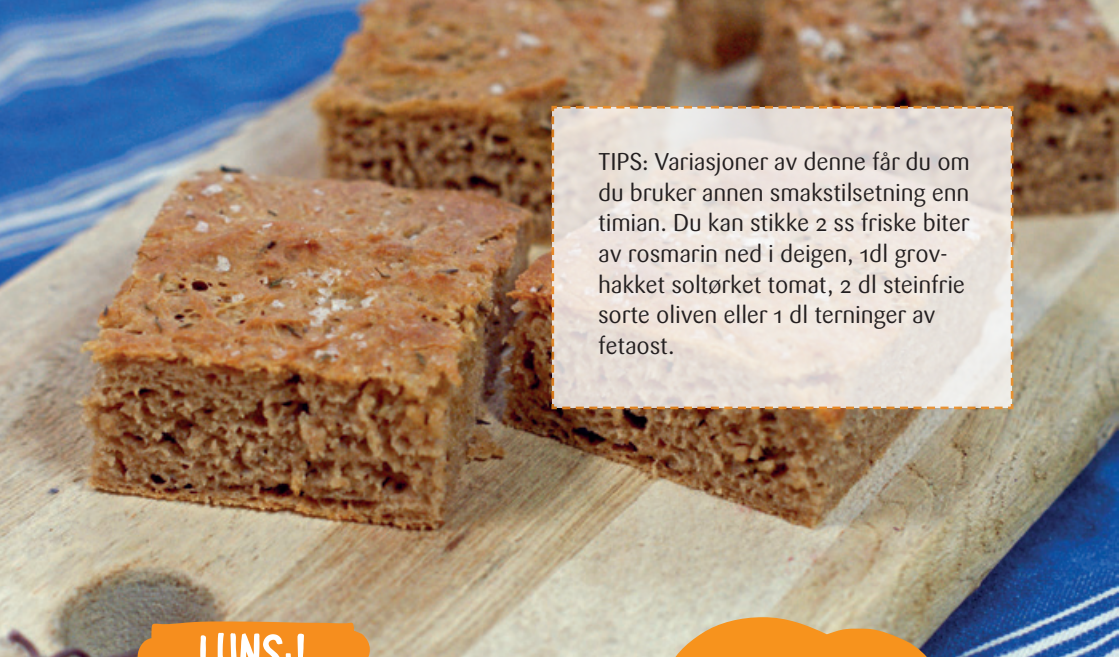 TIPS: Variasjoner av denne får du om
du bruker annen smakstilsetning enn
timian. Du kan stikke 2 ss friske biter
av rosmarin ned i deigen, 1dl grov-
hakket soltørket tomat, 2 dl steinfrie
sorte oliven eller 1 dl terninger av
fetaost.
LUNSJ